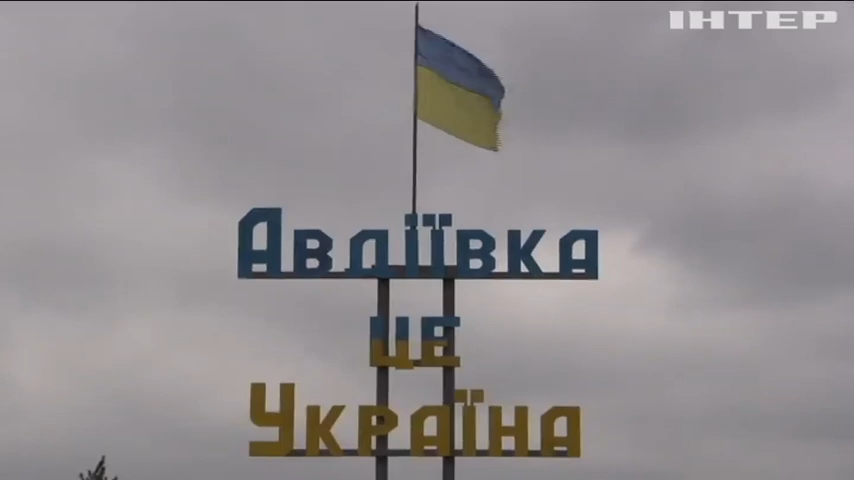 ІНТЕР
Авдіївка
це
Україна